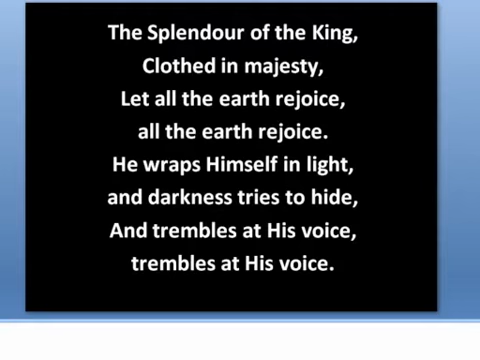 The Splendour of the King,
Clothed in majesty,
Let all the earth rejoice,
all the earth rejoice.
He wraps Himself in light,
and darkness tries to hide,
And trembles at His voice,
trembles at His voice.